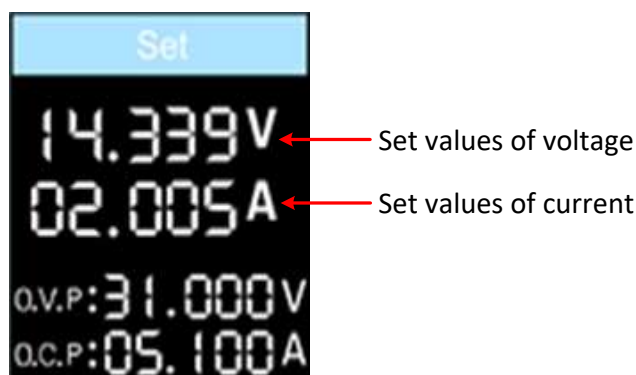 Set
14.339V
Set values of voltage
02.005A
Set values of current
O.V.P:31.000V
O.C.P:05.100A